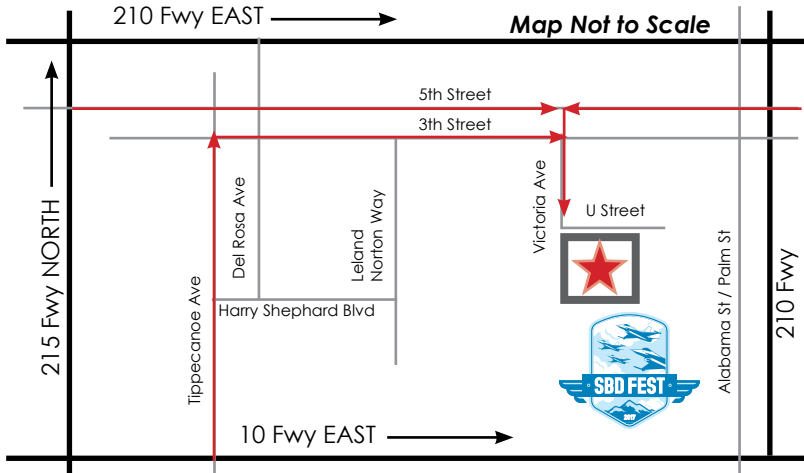 210 Fwy EAST
Map Not to Scale
5th Street
3th Street
215 Fwy NORTH
Tippecanoe Ave
Del Rosa Ave
Leland
Norton Way
Victoria Ave
U Street
Alabama St / Palm St
210 Fwy
Harry Shephard Blvd
SBD FEST
2017
10 Fwy EAST